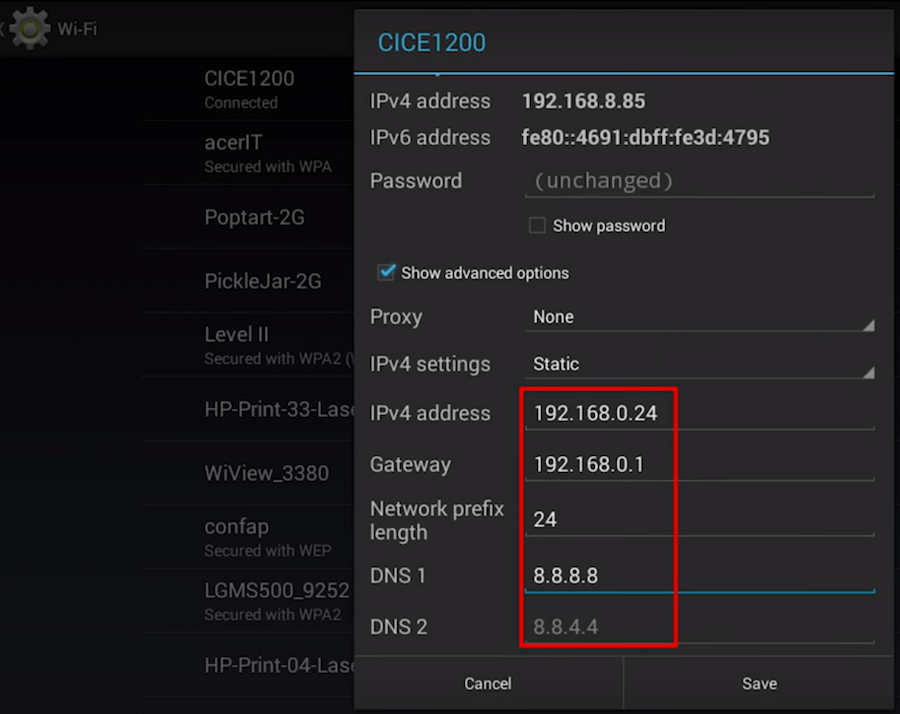 Wi-Fi
CICE1200
Connected
acerIT
Secured with WPA
Poptart-2G
PickleJar-2G
Level II
Secured with WPA2 (
HP-Print-33-Lase
WiView_3380
confap
Secured with WEP
LGMS500_9252
Secured with WPA2
HP-Print-04-Lase
CICE1200
IPv4 address 192.168.8.85
IPv6 address fe80::4691:dbff:fe3d:4795
Password (unchanged)
Show password
Show advanced options
Proxy None
IPv4 settings Static
IPv4 address 192.168.0.24
Gateway 192.168.0.1
Network prefix
length 24
DNS 1 8.8.8.8
DNS 2 8.8.4.4
Cancel Save